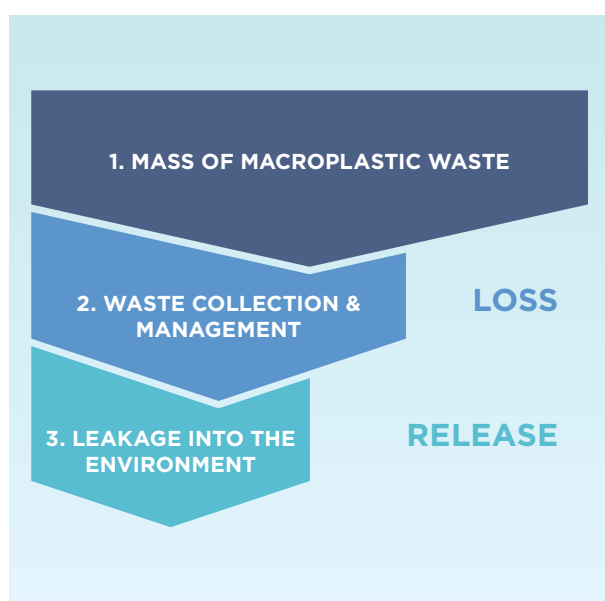 1. MASS OF MACROPLASTIC WASTE
2. WASTE COLLECTION &
MANAGEMENT
LOSS
3. LEAKAGE INTO THE
ENVIRONMENT
RELEASE